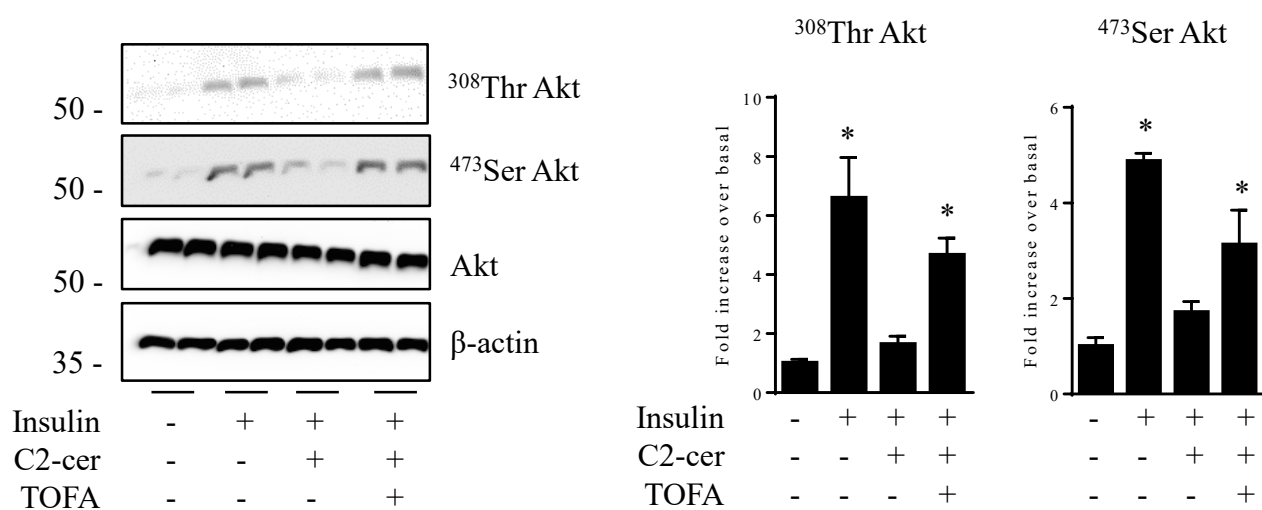 50 -
³⁰⁸Thr Akt
50 -
⁴⁷³Ser Akt
50 -
Akt
35 -
β-actin
Insulin - + + +
C2-cer - - + +
TOFA - - - +
³⁰⁸Thr Akt
Fold increase over basal
10
8
6
4
2
0
* *
Insulin - + + +
C2-cer - - + +
TOFA - - - +
⁴⁷³Ser Akt
Fold increase over basal
6
4
2
0
* *
- + + +
- - + +
- - - +